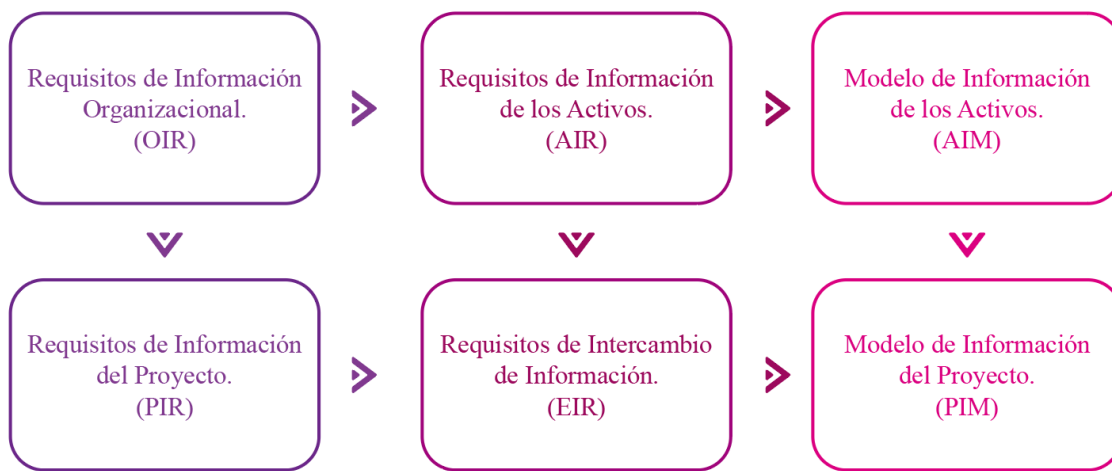 Requisitos de Información
Organizacional.
(OIR)
Requisitos de Información
de los Activos.
(AIR)
Modelo de Información
de los Activos.
(AIM)
Requisitos de Información
del Proyecto.
(PIR)
Requisitos de Intercambio
de Información.
(EIR)
Modelo de Información
del Proyecto.
(PIM)